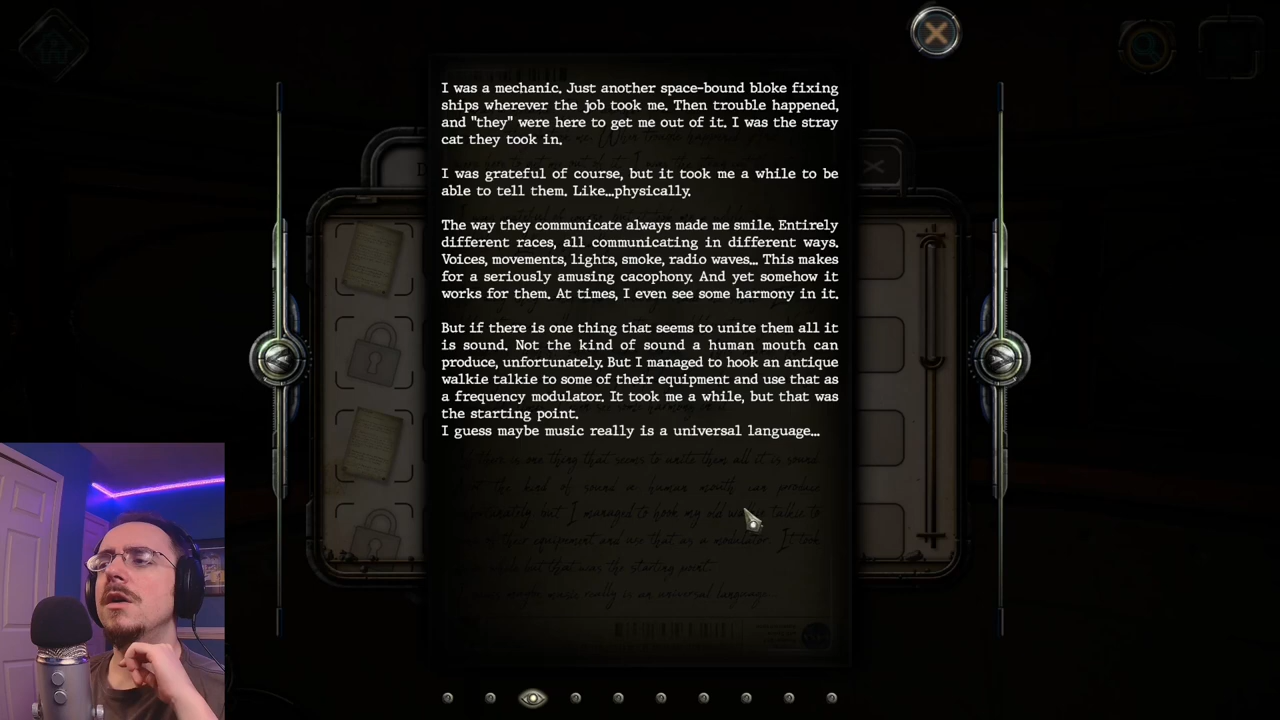 I was a mechanic. Just another space-bound bloke fixing
ships wherever the job took me. Then trouble happened,
and "they" were here to get me out of it. I was the stray
cat they took in.
I was grateful of course, but it took me a while to be
able to tell them. Like...physically.
The way they communicate always made me smile. Entirely
different races, all communicating in different ways.
Voices, movements, lights, smoke, radio waves... This makes
for a seriously amusing cacophony. And yet somehow it
works for them. At times, I even see some harmony in it.
But if there is one thing that seems to unite them all it
is sound. Not the kind of sound a human mouth can
produce, unfortunately. But I managed to hook an antique
walkie talkie to some of their equipment and use that as
a frequency modulator. It took me a while, but that was
the starting point.
I guess maybe music really is a universal language...